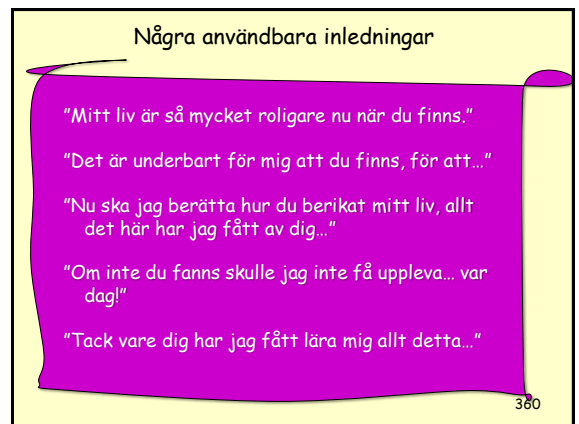 Några användbara inledningar
”Mitt liv är så mycket roligare nu när du finns.”
”Det är underbart för mig att du finns, för att…”
”Nu ska jag berätta hur du berikat mitt liv, allt
det här har jag fått av dig…”
”Om inte du fanns skulle jag inte få uppleva… var
dag!”
”Tack vare dig har jag fått lära mig allt detta…”
360